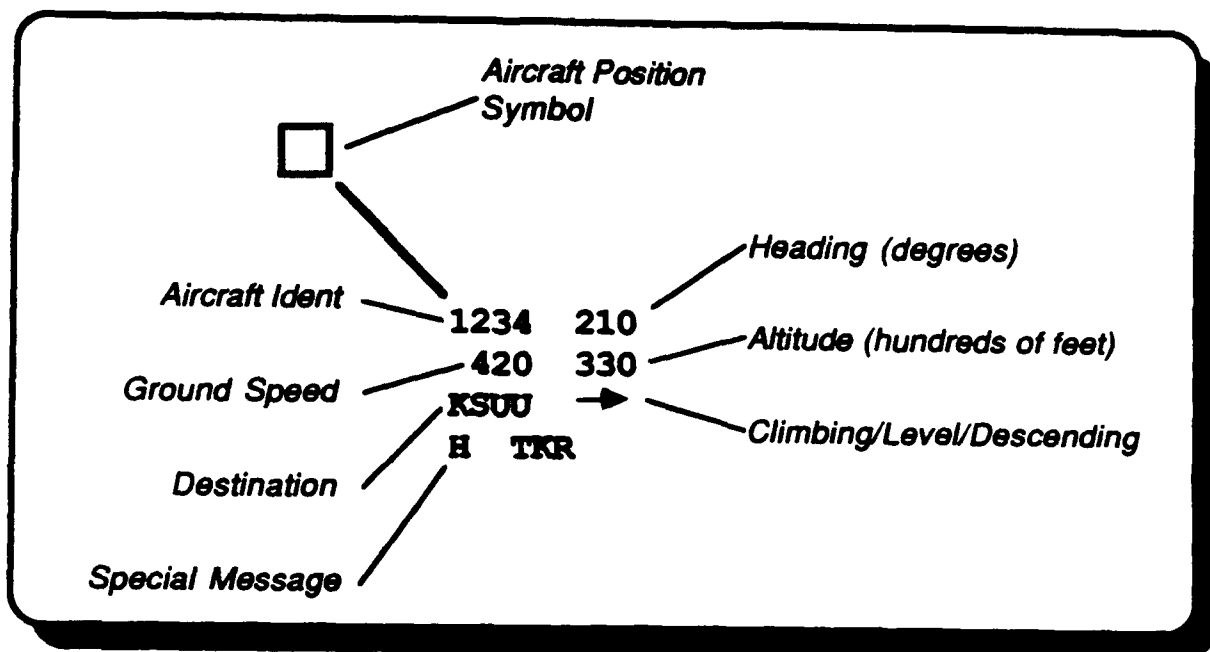 Aircraft Position
Symbol
Heading (degrees)
Aircraft Ident
1234 210
Altitude (hundreds of feet)
420 330
Ground Speed
KSUU
Climbing/Level/Descending
H TKR
Destination
Special Message